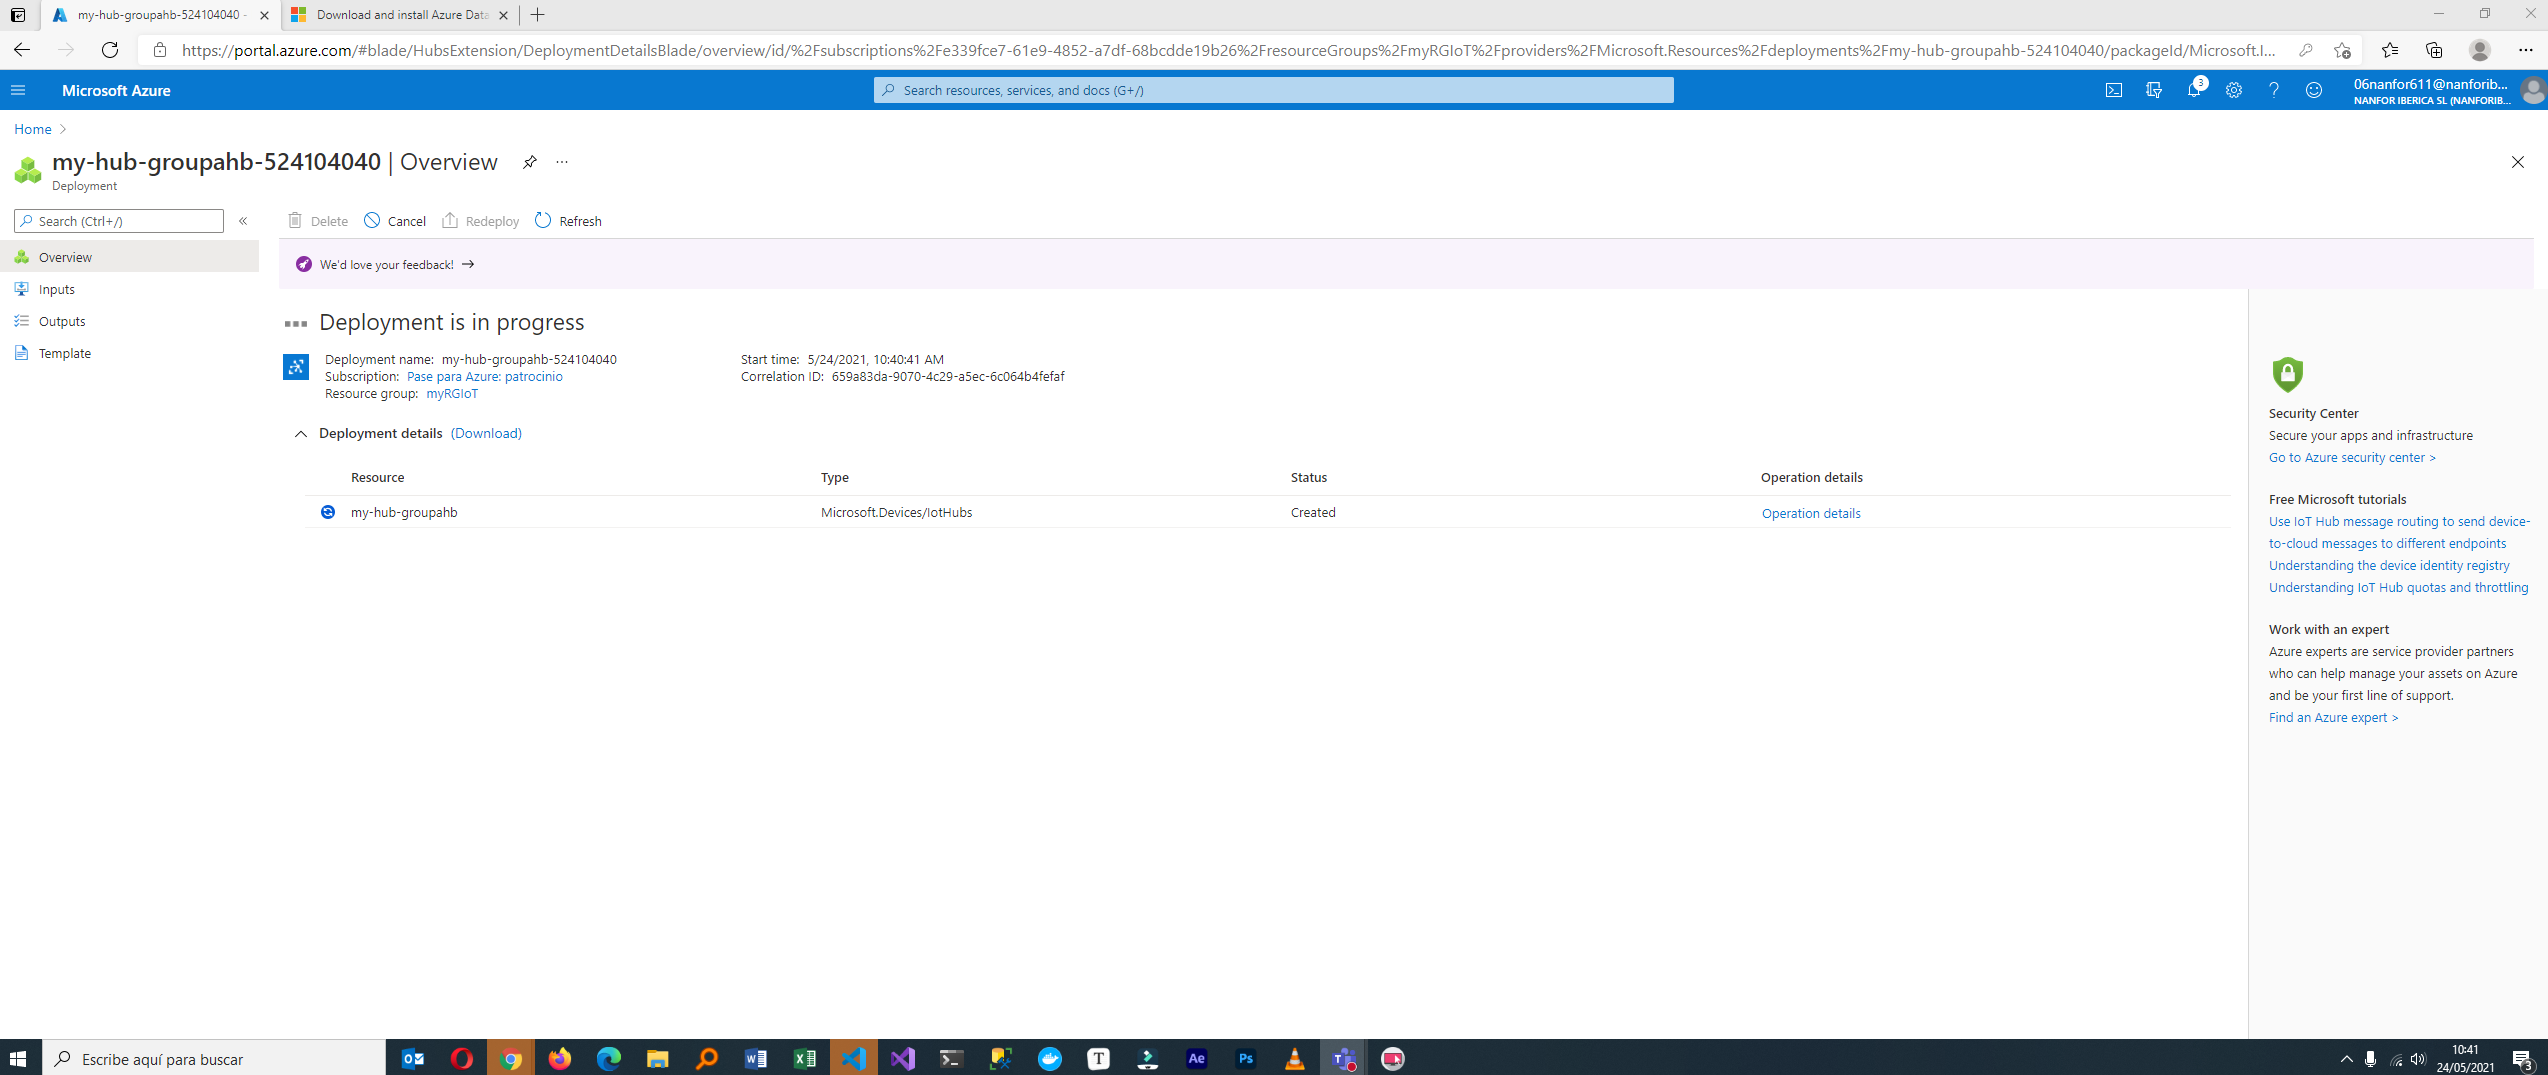 my-hub-groupahb-524104040 -
Download and install Azure Data
https://portal.azure.com/#blade/HubsExtension/DeploymentDetailsBlade/overview/id/%2Fsubscriptions%2Fe339fce7-61e9-4852-a7df-68bcdde19b26%2FresourceGroups%2FmyRGIoT%2Fproviders%2FMicrosoft.Resources%2Fdeployments%2Fmy-hub-groupahb-524104040/packageId/Microsoft.I...
Microsoft Azure
Search resources, services, and docs (G+/)
3
06nanfor611@nanforib...
NANFOR IBERICA SL (NANFORIB...
Home
my-hub-groupahb-524104040 | Overview
Deployment
Search (Ctrl+/)
Delete
Cancel
Redeploy
Refresh
Overview
Inputs
Outputs
Template
We'd love your feedback!
Deployment is in progress
Deployment name: my-hub-groupahb-524104040
Subscription: Pase para Azure: patrocinio
Resource group: myRGIoT
Start time: 5/24/2021, 10:40:41 AM
Correlation ID: 659a83da-9070-4c29-a5ec-6c064b4fefaf
Deployment details (Download)
Resource Type Status Operation details
my-hub-groupahb Microsoft.Devices/IotHubs Created Operation details
Security Center
Secure your apps and infrastructure
Go to Azure security center >
Free Microsoft tutorials
Use IoT Hub message routing to send device-
to-cloud messages to different endpoints
Understanding the device identity registry
Understanding IoT Hub quotas and throttling
Work with an expert
Azure experts are service provider partners
who can help manage your assets on Azure
and be your first line of support.
Find an Azure expert >
Escribe aquí para buscar
T
Ae
Ps
10:41
24/05/2021
3